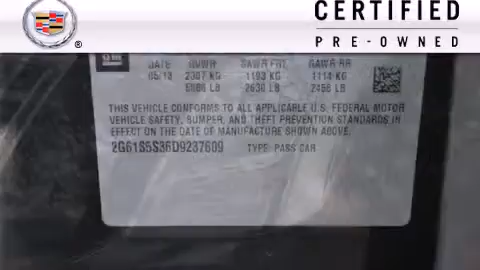 CERTIFIED
PRE-OWNED
GM
DATE GVWR GAWR FRT GAWR RR
05/13 2307 KG 1193 KG 1114 KG
2630 LB 2456 LB
THIS VEHICLE CONFORMS TO ALL APPLICABLE U.S. FEDERAL MOTOR
VEHICLE SAFETY, BUMPER, AND THEFT PREVENTION STANDARDS IN
EFFECT ON THE DATE OF MANUFACTURE SHOWN ABOVE.
2G61S5S36D9237609 TYPE: PASS CAR